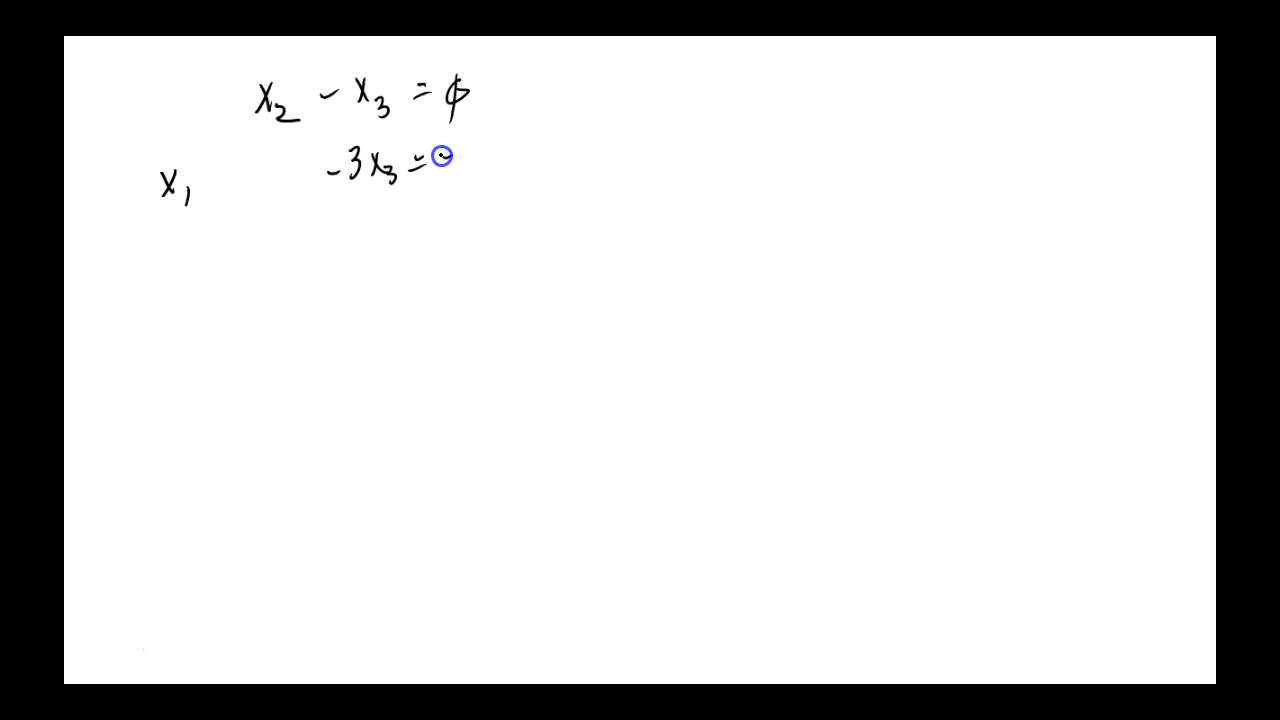 x₂ - x₃ = ϕ
x₁ - 3x₃ =